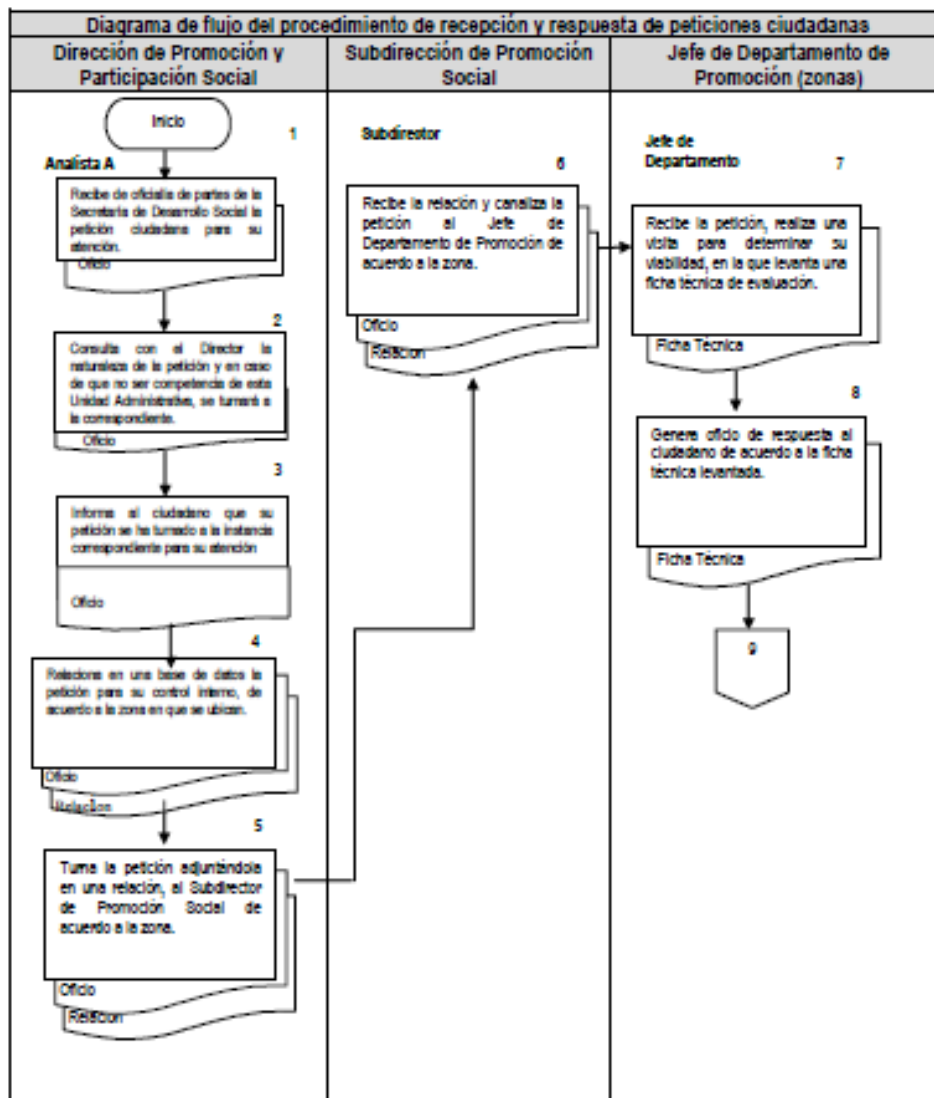 Diagrama de flujo del procedimiento de recepción y respuesta de peticiones ciudadanas
Dirección de Promoción y
Participación Social
Subdirección de Promoción
Social
Jefe de Departamento de
Promoción (zonas)
Inicio
1
Analista A
Recibe de oficialía de partes de la
Secretaría de Desarrollo Social la
petición ciudadana para su
atención.
Oficio
2
Consulta con el Director la
naturaleza de la petición y en caso
de que no ser competencia de esta
Unidad Administrativa, se turnará a
la correspondiente.
Oficio
3
Informa al ciudadano que su
petición se ha turnado a la instancia
correspondiente para su atención
Oficio
4
Relaciona en una base de datos la
petición para su control interno, de
acuerdo a la zona en que se ubican.
Oficio
Relacion
5
Turna la petición adjuntándola
en una relación, al Subdirector
de Promoción Social de
acuerdo a la zona.
Oficio
Relacion
Subdirector
6
Recibe la relación y canaliza la
petición al Jefe de
Departamento de Promoción de
acuerdo a la zona.
Oficio
Relacion
Jefe de
Departamento
7
Recibe la petición, realiza una
visita para determinar su
viabilidad, en la que levanta una
ficha técnica de evaluación.
Ficha Técnica
8
Genera oficio de respuesta al
ciudadano de acuerdo a la ficha
técnica levantada.
Ficha Técnica
9